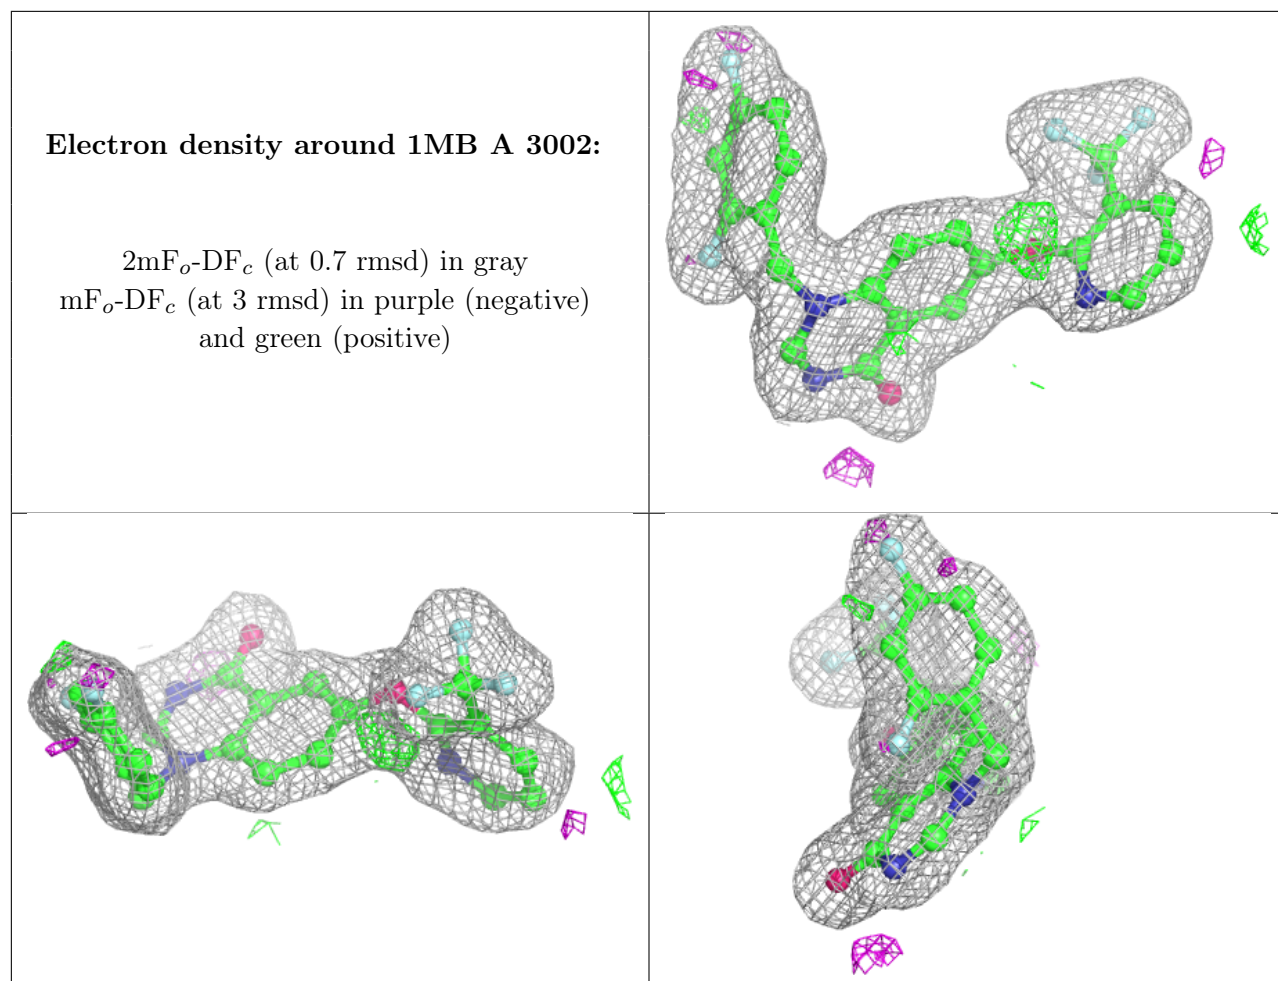 Electron density around 1MB A 3002:
2mFo-DFc (at 0.7 rmsd) in gray
mFo-DFc (at 3 rmsd) in purple (negative)
and green (positive)